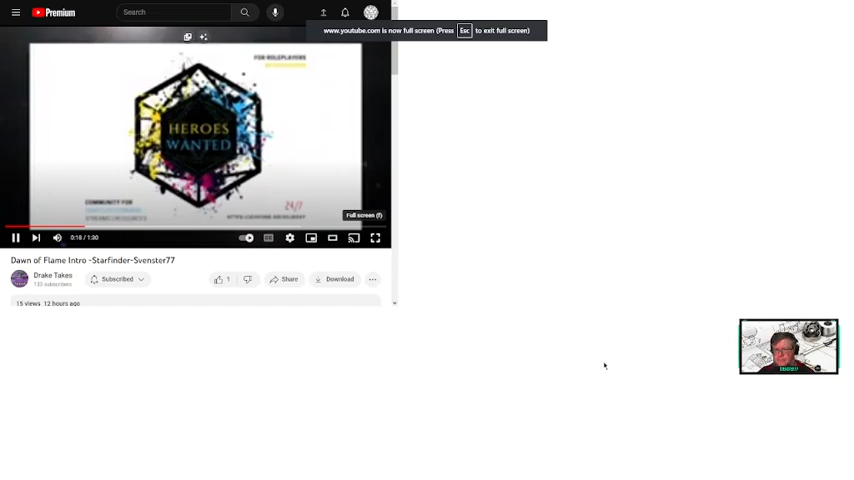 Premium
Search
www.youtube.com is now full screen (Press Esc to exit full screen)
FOR ROLEPLAYERS
HEROES
WANTED
COMMUNITY FOR
24/7
Full screen (f)
0:18 / 1:30
Dawn of Flame Intro -Starfinder-Svenster77
Drake Takes
Subscribed
1
Share
Download
15 views 12 hours ago